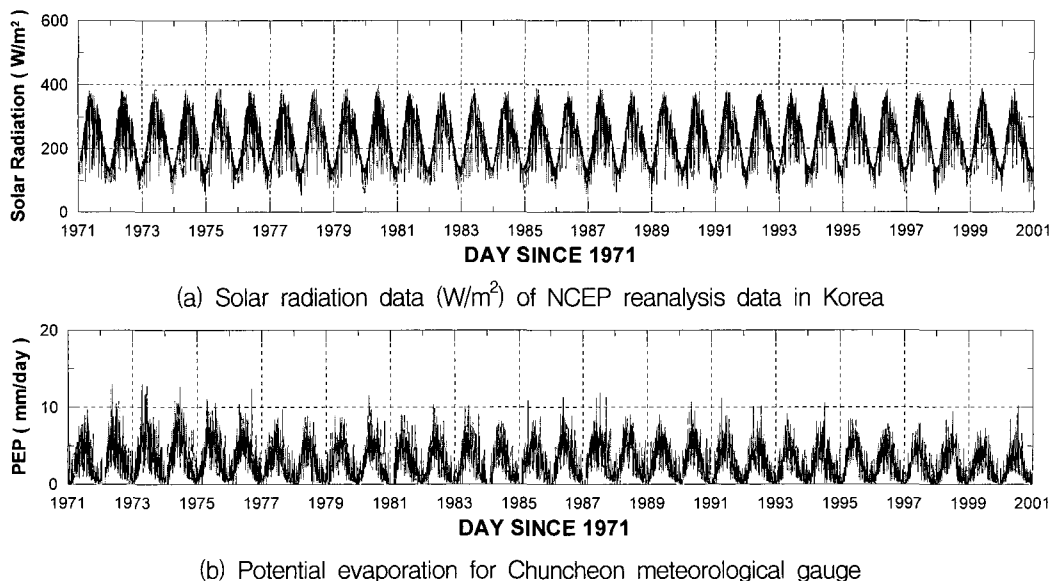 600
400
200
0
Solar Radiation ( W/m² )
1971 1973 1975 1977 1979 1981 1983 1985 1987 1989 1991 1993 1995 1997 1999 2001
DAY SINCE 1971
(a) Solar radiation data (W/m²) of NCEP reanalysis data in Korea
20
10
0
PEP ( mm/day )
1971 1973 1975 1977 1979 1981 1983 1985 1987 1989 1991 1993 1995 1997 1999 2001
DAY SINCE 1971
(b) Potential evaporation for Chuncheon meteorological gauge